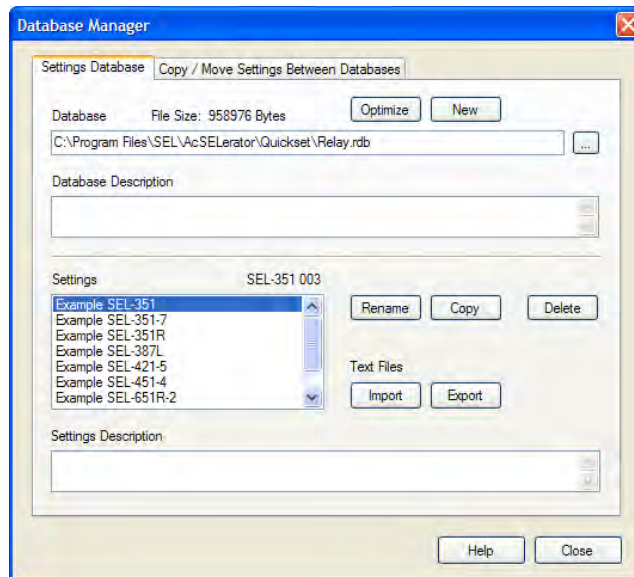 Database Manager
Settings Database
Copy / Move Settings Between Databases
Database
File Size: 958976 Bytes
Optimize
New
C:\Program Files\SEL\AcSELerator\Quickset\Relay.rdb
...
Database Description
Settings
SEL-351 003
Example SEL-351
Example SEL-351-7
Example SEL-351R
Example SEL-387L
Example SEL-421-5
Example SEL-451-4
Example SEL-651R-2
Rename
Copy
Delete
Text Files
Import
Export
Settings Description
Help
Close